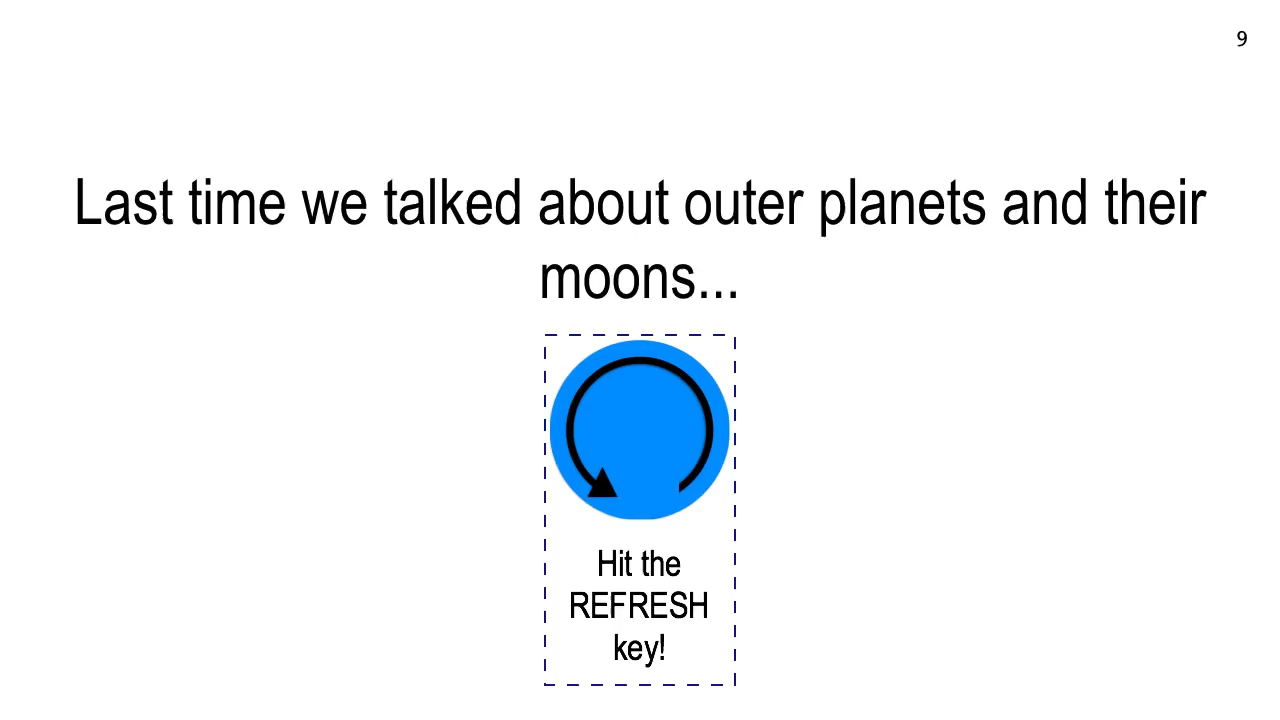 9
Last time we talked about outer planets and their
moons...
Hit the
REFRESH
key!